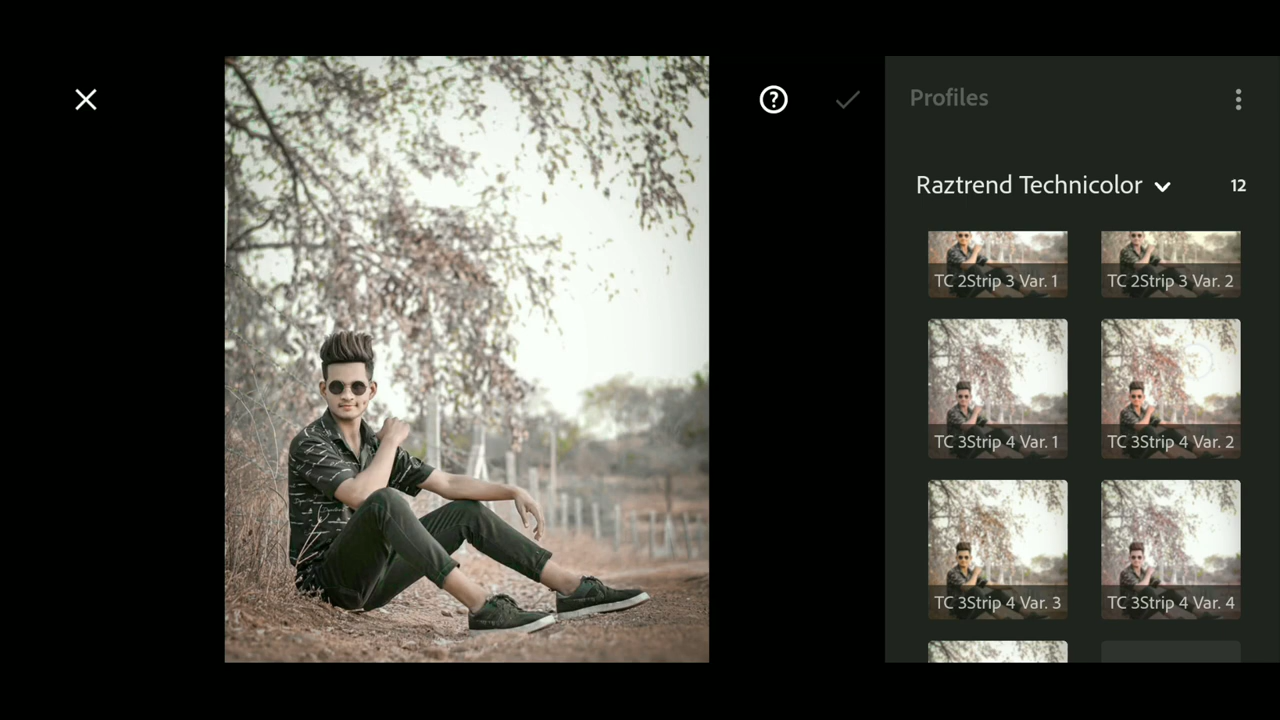 Profiles
Raztrend Technicolor
12
TC 2Strip 3 Var. 1
TC 2Strip 3 Var. 2
TC 3Strip 4 Var. 1
TC 3Strip 4 Var. 2
TC 3Strip 4 Var. 3
TC 3Strip 4 Var. 4